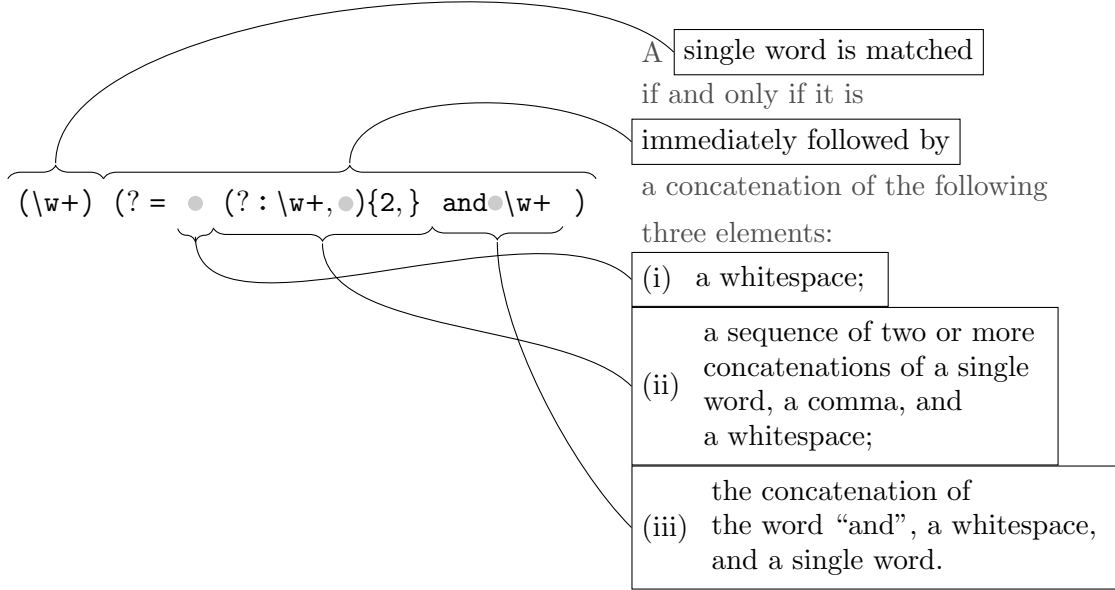 A single word is matched
if and only if it is
immediately followed by
(\w+) (? = ● (? : \w+, ●){2, } and●\w+ )
a concatenation of the following
three elements:
(i) a whitespace;
(ii) a sequence of two or more
concatenations of a single
word, a comma, and
a whitespace;
(iii) the concatenation of
the word “and”, a whitespace,
and a single word.